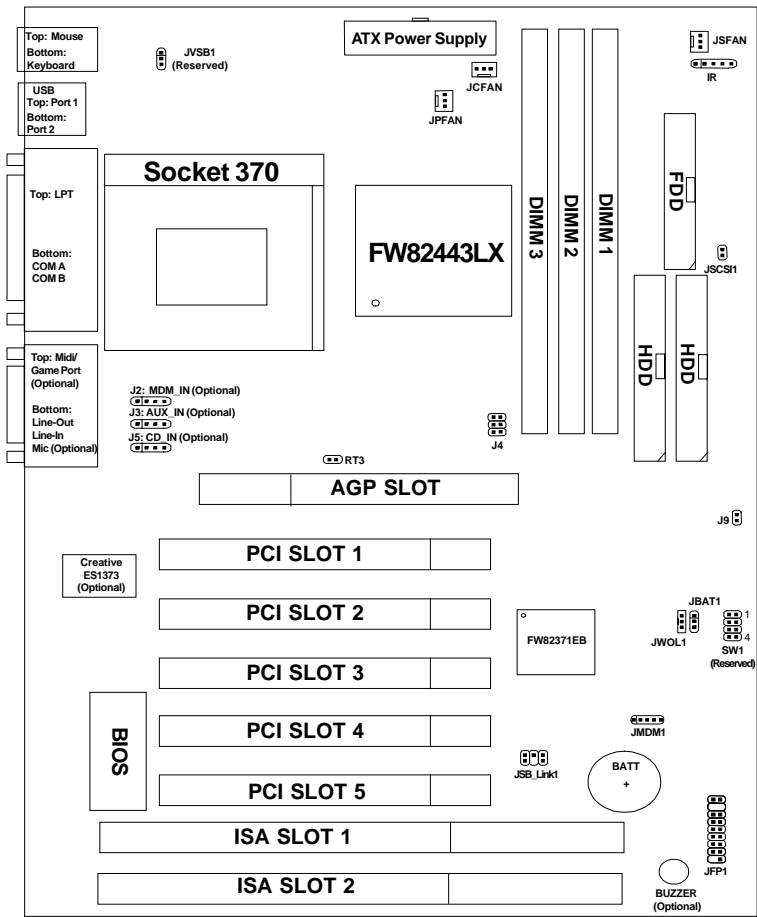 Top: Mouse
Bottom:
Keyboard
JVSB1
(Reserved)
ATX Power Supply
JSFAN
IR
JCFAN
JPFAN
USB
Top: Port 1
Bottom:
Port 2
Socket 370
Top: LPT
Bottom:
COM A
COM B
FW82443LX
DIMM 3
DIMM 2
DIMM 1
FDD
JSCSI1
HDD
HDD
Top: Midi/
Game Port
(Optional)
Bottom:
Line-Out
Line-In
Mic (Optional)
J2: MDM_IN (Optional)
J3: AUX_IN (Optional)
J5: CD_IN (Optional)
J4
RT3
AGP SLOT
J9
PCI SLOT 1
Creative
ES1373
(Optional)
PCI SLOT 2
FW82371EB
JBAT1
JWOL1
1
4
SW1
(Reserved)
PCI SLOT 3
BIOS
PCI SLOT 4
JMDM1
JSB_Link1
BATT
+
PCI SLOT 5
ISA SLOT 1
JFP1
ISA SLOT 2
BUZZER
(Optional)